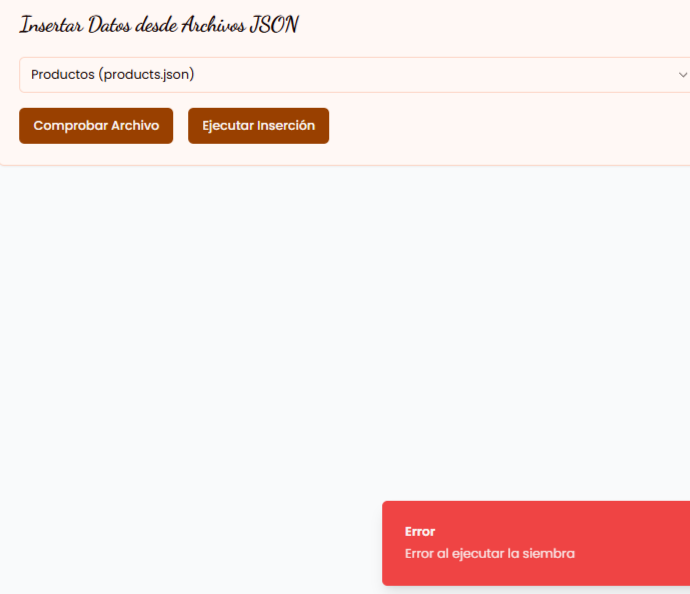 Insertar Datos desde Archivos JSON
Productos (products.json)
Comprobar Archivo
Ejecutar Inserción
Error
Error al ejecutar la siembra